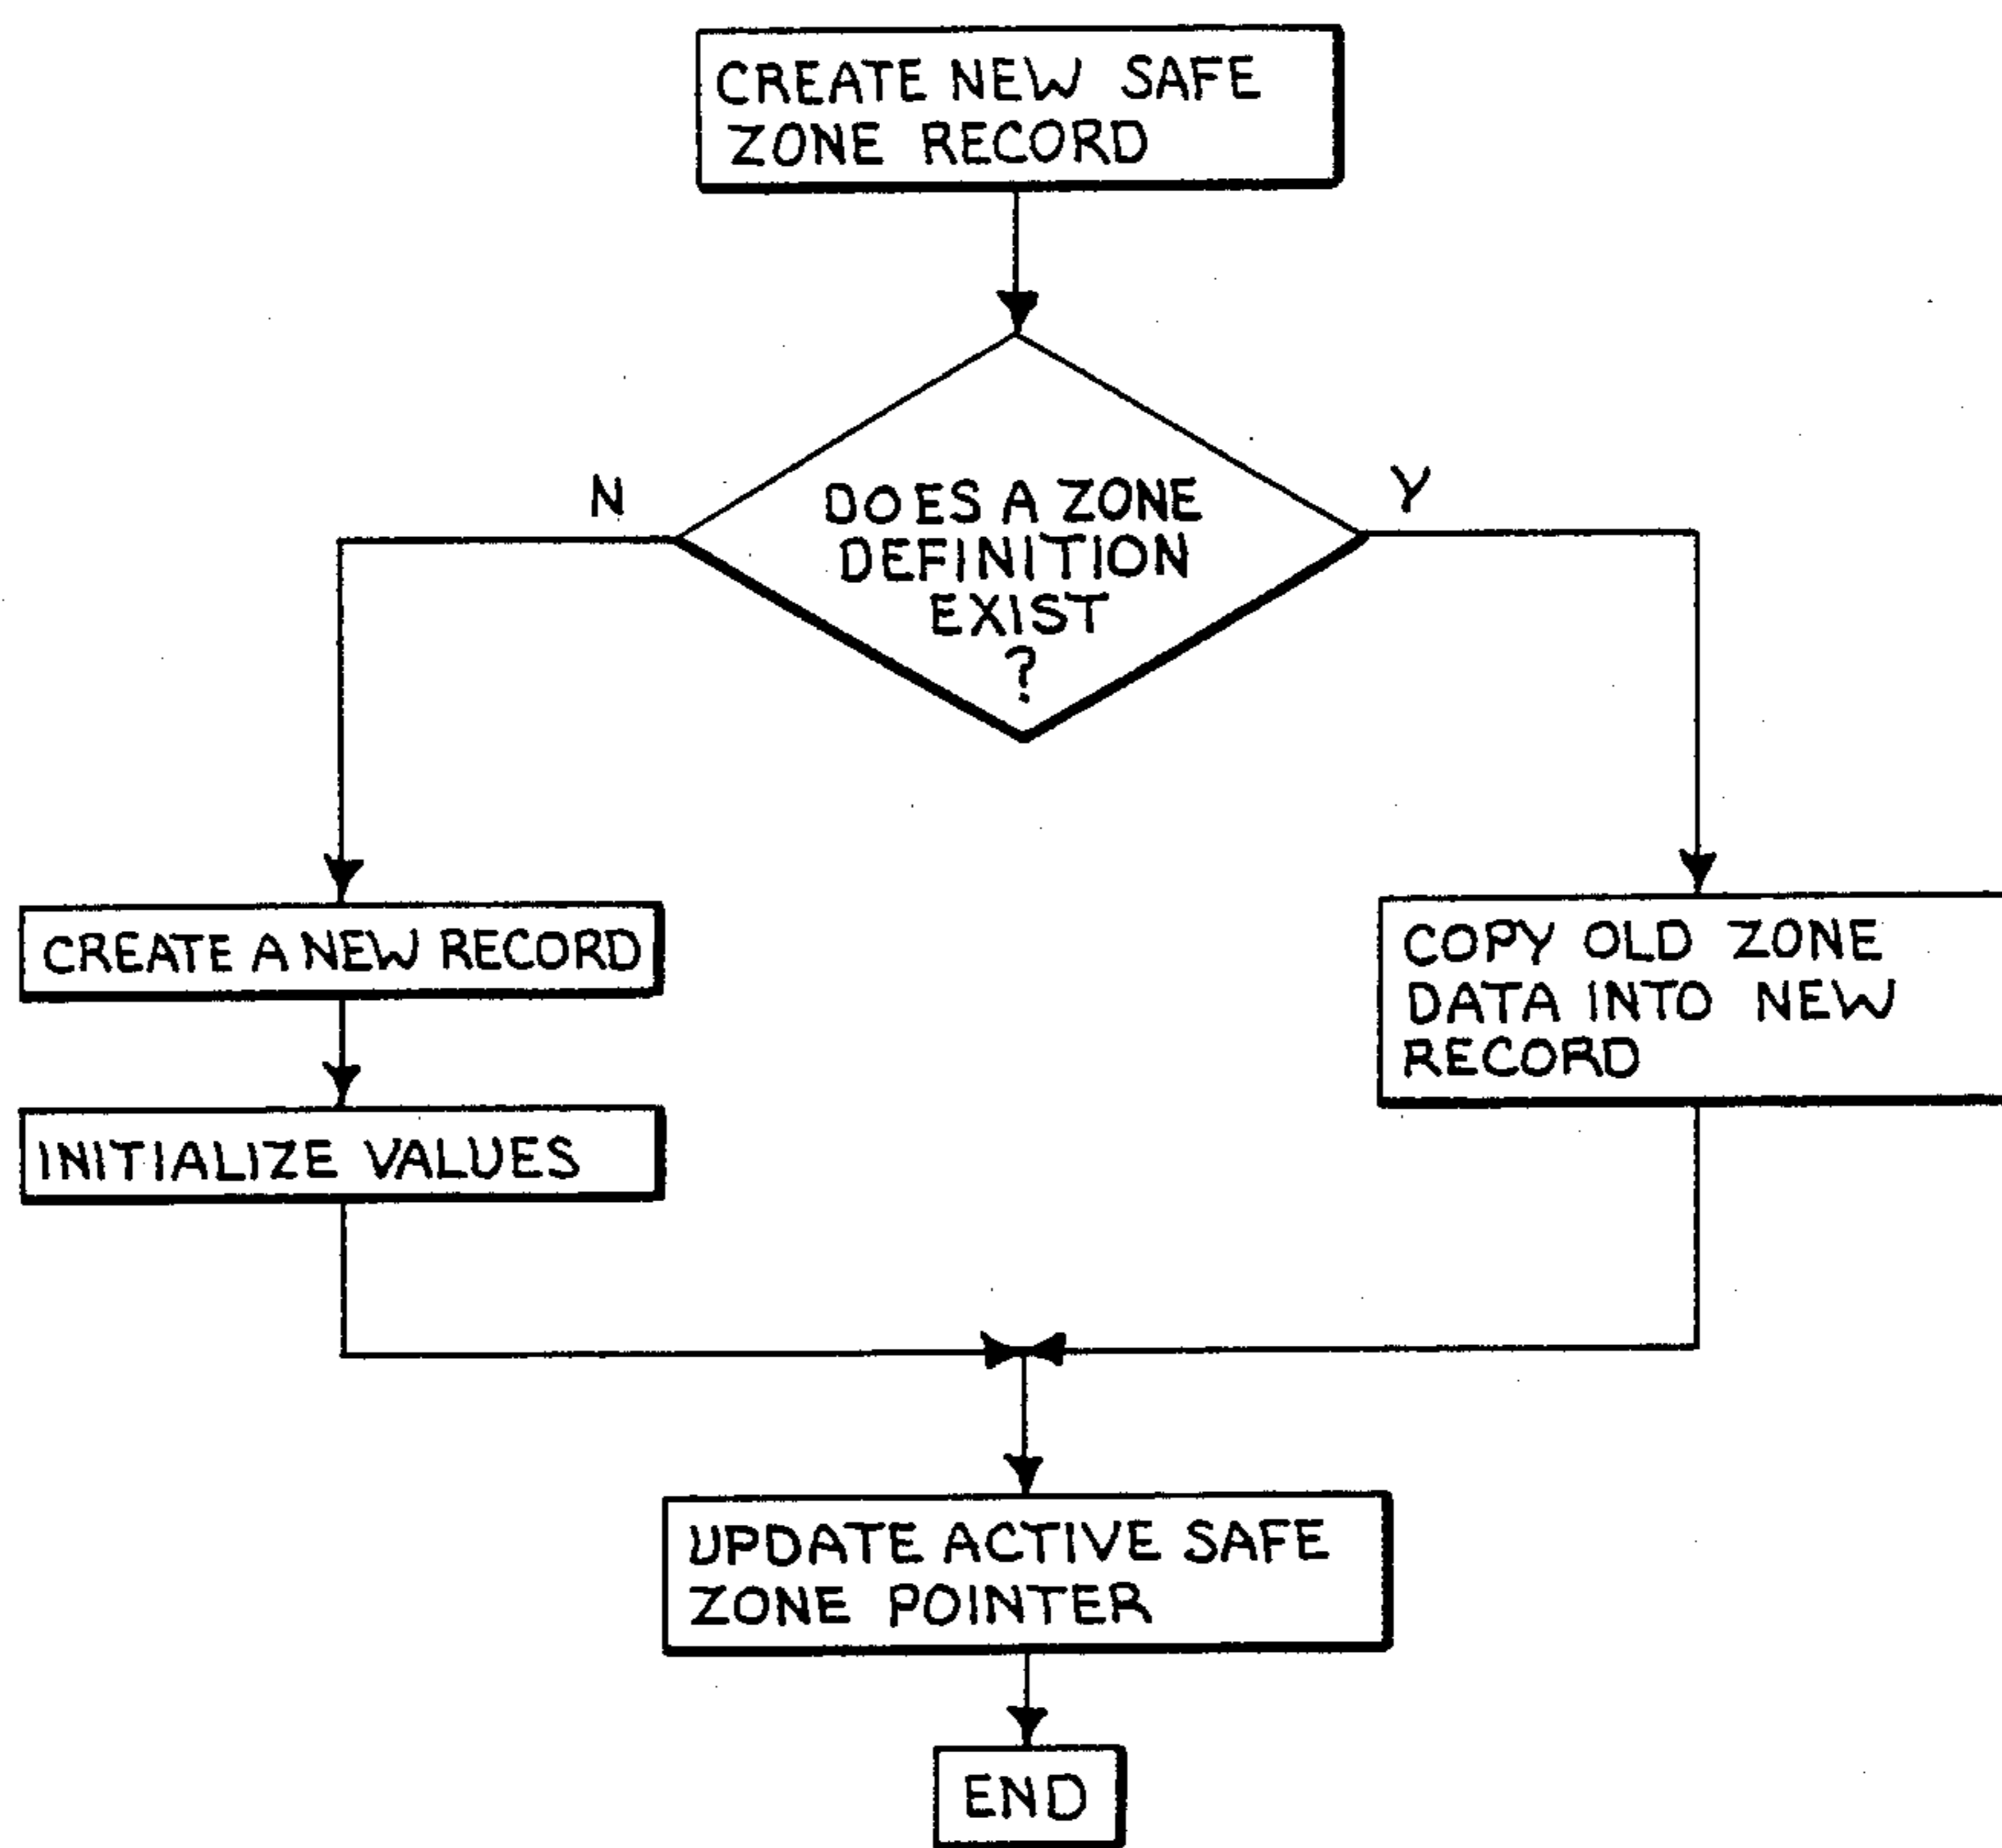 CREATE NEW SAFE
ZONE RECORD
N
Y
DOES A ZONE
DEFINITION
EXIST
?
CREATE A NEW RECORD
COPY OLD ZONE
DATA INTO NEW
RECORD
INITIALIZE VALUES
UPDATE ACTIVE SAFE
ZONE POINTER
END